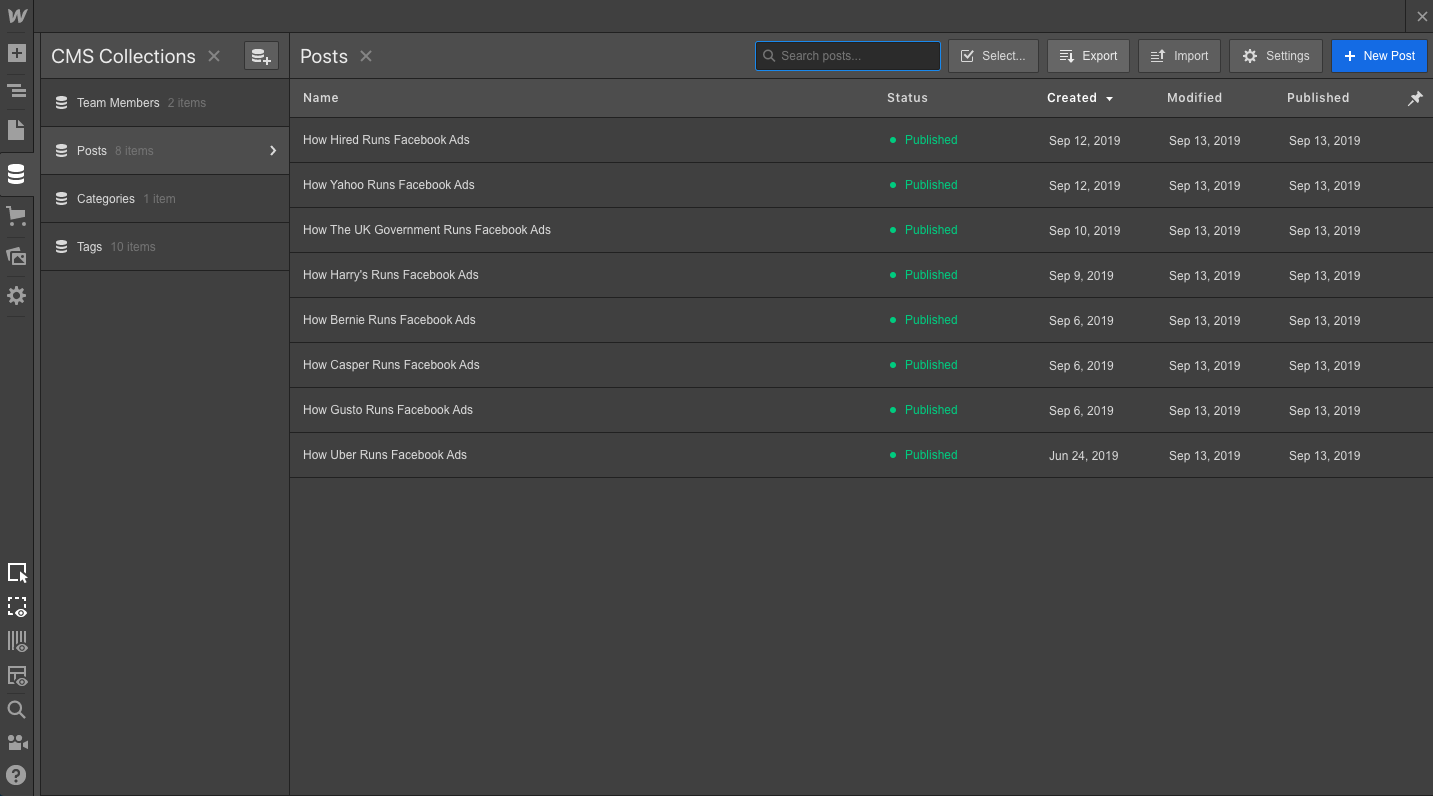 CMS Collections
Posts
Search posts...
Select...
Export
Import
Settings
New Post
Team Members 2 items
Posts 8 items
Categories 1 item
Tags 10 items
Name Status Created Modified Published
How Hired Runs Facebook Ads Published Sep 12, 2019 Sep 13, 2019 Sep 13, 2019
How Yahoo Runs Facebook Ads Published Sep 12, 2019 Sep 13, 2019 Sep 13, 2019
How The UK Government Runs Facebook Ads Published Sep 10, 2019 Sep 13, 2019 Sep 13, 2019
How Harry's Runs Facebook Ads Published Sep 9, 2019 Sep 13, 2019 Sep 13, 2019
How Bernie Runs Facebook Ads Published Sep 6, 2019 Sep 13, 2019 Sep 13, 2019
How Casper Runs Facebook Ads Published Sep 6, 2019 Sep 13, 2019 Sep 13, 2019
How Gusto Runs Facebook Ads Published Sep 6, 2019 Sep 13, 2019 Sep 13, 2019
How Uber Runs Facebook Ads Published Jun 24, 2019 Sep 13, 2019 Sep 13, 2019